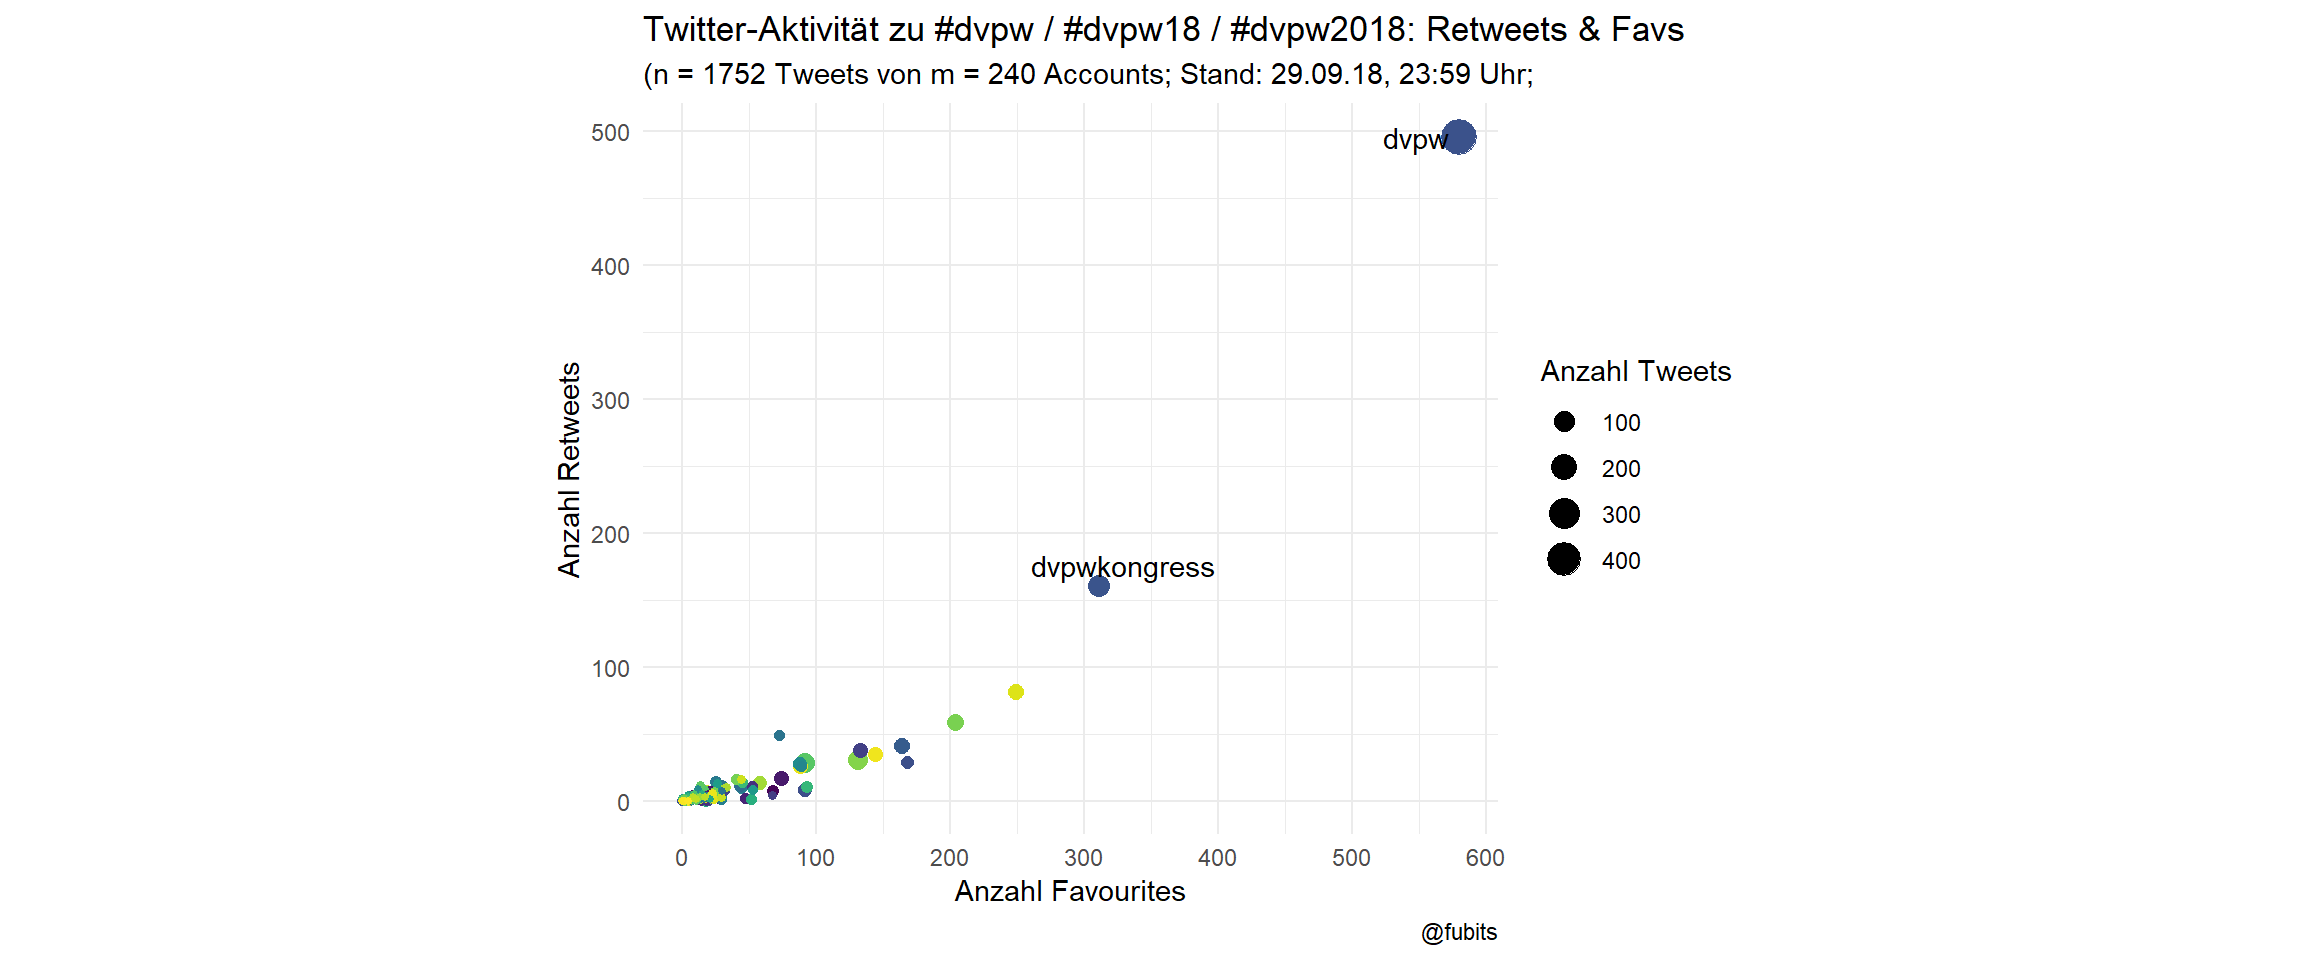 Twitter-Aktivität zu #dvpw / #dvpw18 / #dvpw2018: Retweets & Favs
(n = 1752 Tweets von m = 240 Accounts; Stand: 29.09.18, 23:59 Uhr;
500
400
300
200
100
0
Anzahl Retweets
dvpw
dvpwkongress
0 100 200 300 400 500 600
Anzahl Favourites
Anzahl Tweets
100
200
300
400
@fubits